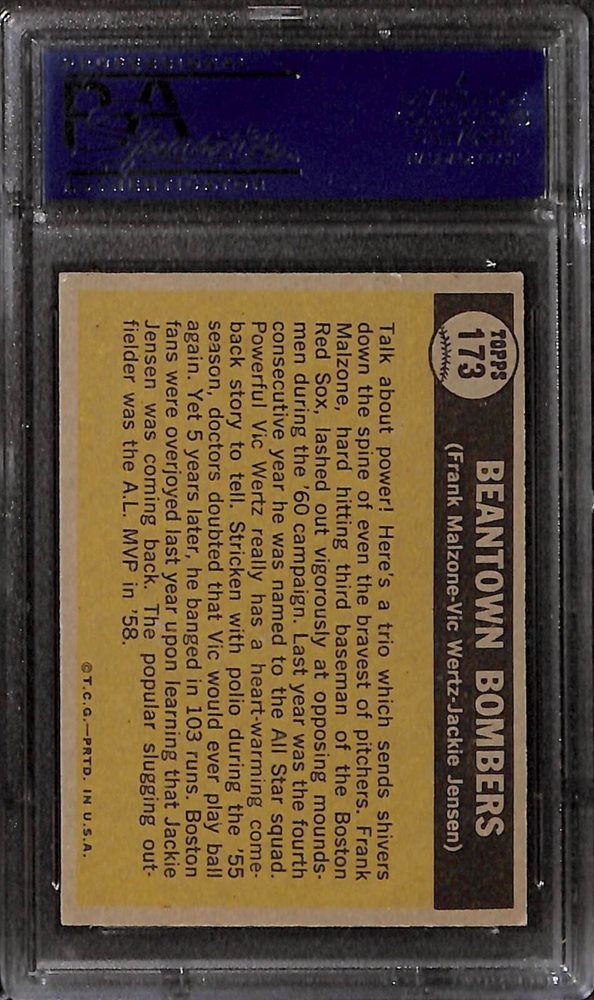 PSA
TOPPS
173
BEANTOWN BOMBERS
(Frank Malzone-Vic Wertz-Jackie Jensen)
Talk about power! Here's a trio which sends shivers
down the spine of even the bravest of pitchers. Frank
Malzone, hard hitting third baseman of the Boston
Red Sox, lashed out vigorously at opposing mounds-
men during the '60 campaign. Last year was the fourth
consecutive year he was named to the All Star squad.
Powerful Vic Wertz really has a heart-warming come-
back story to tell. Stricken with polio during the '55
season, doctors doubted that Vic would ever play ball
again. Yet 5 years later, he banged in 103 runs. Boston
fans were overjoyed last year upon learning that Jackie
Jensen was coming back. The popular slugging out-
fielder was the A.L. MVP in '58.
©T.C.G.—PRTD. IN U.S.A.